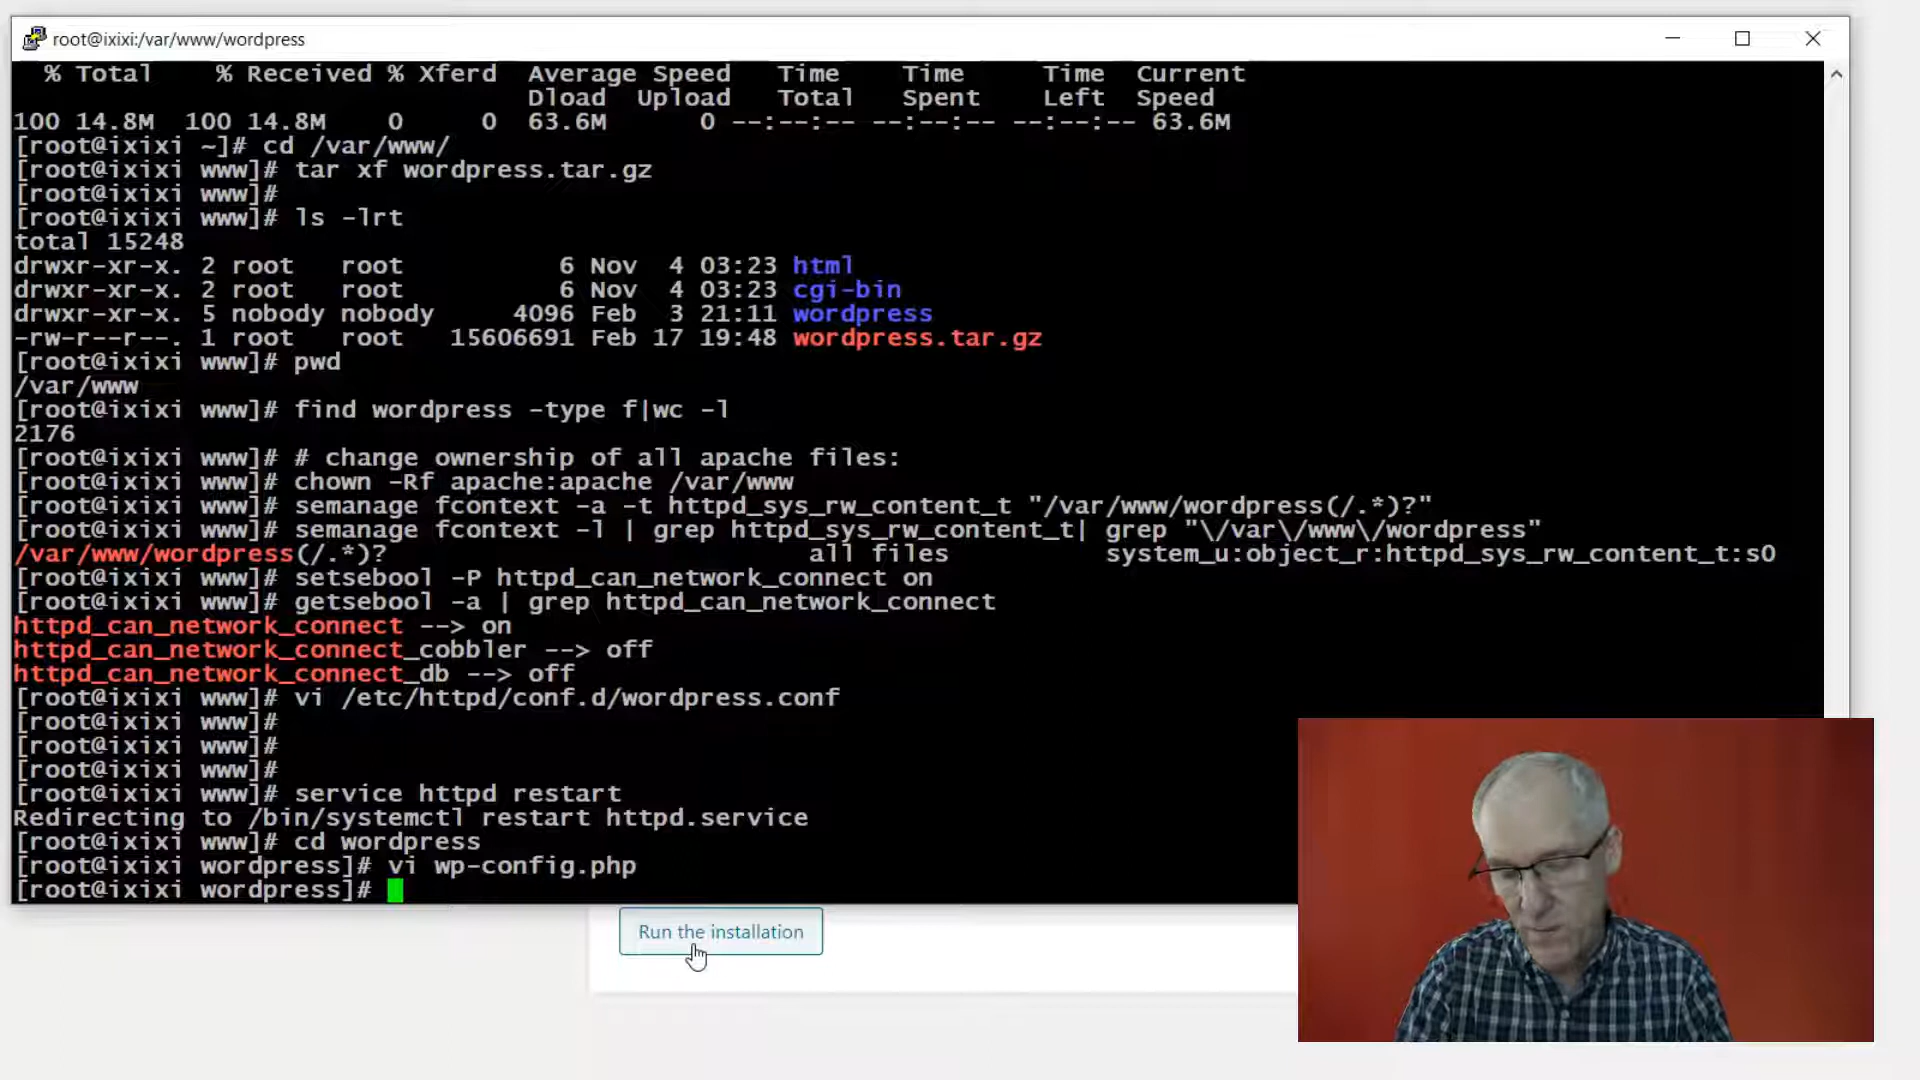 root@ixixi:/var/www/wordpress
% Total % Received % Xferd Average Speed Time Time Time Current
Dload Upload Total Spent Left Speed
100 14.8M 100 14.8M 0 0 63.6M 0 --:--:-- --:--:-- --:--:-- 63.6M
[root@ixixi ~]# cd /var/www/
[root@ixixi www]# tar xf wordpress.tar.gz
[root@ixixi www]#
[root@ixixi www]# ls -lrt
total 15248
drwxr-xr-x. 2 root root 6 Nov 4 03:23 html
drwxr-xr-x. 2 root root 6 Nov 4 03:23 cgi-bin
drwxr-xr-x. 5 nobody nobody 4096 Feb 3 21:11 wordpress
-rw-r--r--. 1 root root 15606691 Feb 17 19:48 wordpress.tar.gz
[root@ixixi www]# pwd
/var/www
[root@ixixi www]# find wordpress -type f|wc -l
2176
[root@ixixi www]# # change ownership of all apache files:
[root@ixixi www]# chown -Rf apache:apache /var/www
[root@ixixi www]# semanage fcontext -a -t httpd_sys_rw_content_t "/var/www/wordpress(/.*)?"
[root@ixixi www]# semanage fcontext -l | grep httpd_sys_rw_content_t| grep "\/var\/www\/wordpress"
/var/www/wordpress(/.*)? all files system_u:object_r:httpd_sys_rw_content_t:s0
[root@ixixi www]# setsebool -P httpd_can_network_connect on
[root@ixixi www]# getsebool -a | grep httpd_can_network_connect
httpd_can_network_connect --> on
httpd_can_network_connect_cobbler --> off
httpd_can_network_connect_db --> off
[root@ixixi www]# vi /etc/httpd/conf.d/wordpress.conf
[root@ixixi www]#
[root@ixixi www]#
[root@ixixi www]#
[root@ixixi www]# service httpd restart
Redirecting to /bin/systemctl restart httpd.service
[root@ixixi www]# cd wordpress
[root@ixixi wordpress]# vi wp-config.php
[root@ixixi wordpress]#
Run the installation